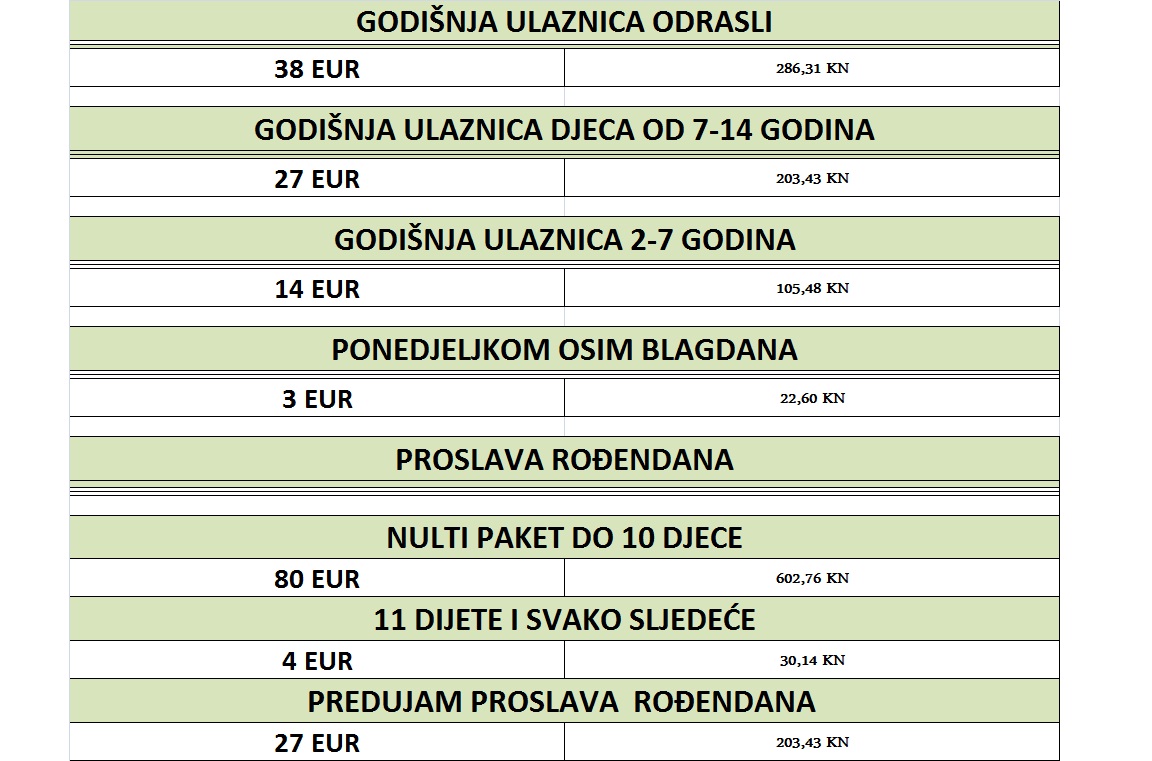 GODIŠNJA ULAZNICA ODRASLI
38 EUR 286,31 KN
GODIŠNJA ULAZNICA DJECA OD 7-14 GODINA
27 EUR 203,43 KN
GODIŠNJA ULAZNICA 2-7 GODINA
14 EUR 105,48 KN
PONEDJELJKOM OSIM BLAGDANA
3 EUR 22,60 KN
PROSLAVA ROĐENDANA
NULTI PAKET DO 10 DJECE
80 EUR 602,76 KN
11 DIJETE I SVAKO SLJEDEĆE
4 EUR 30,14 KN
PREDUJAM PROSLAVA ROĐENDANA
27 EUR 203,43 KN